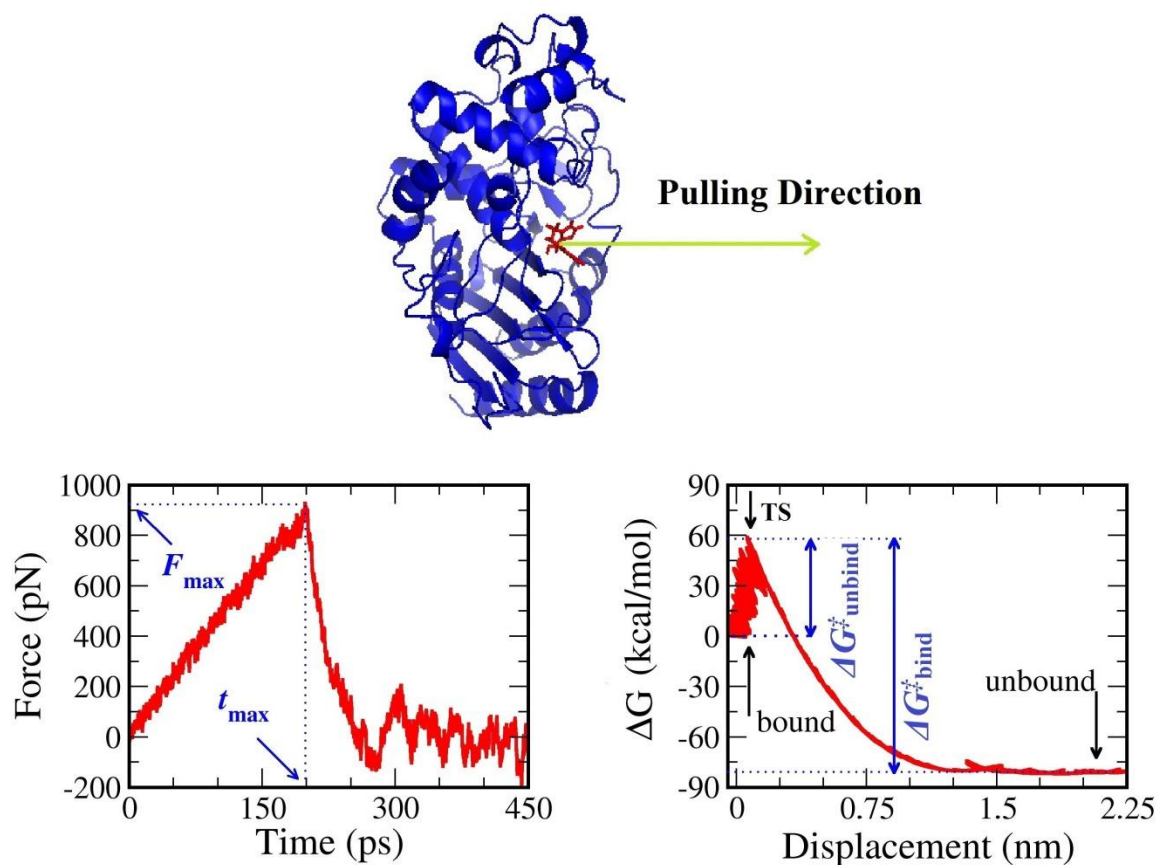 Pulling Direction
1000
800
600
400
200
0
-200
Force (pN)
F_max
t_max
0
150
300
450
Time (ps)
90
60
30
0
-30
-60
-90
ΔG (kcal/mol)
TS
ΔG‡unbind
ΔG‡bind
bound
unbound
0
0.75
1.5
2.25
Displacement (nm)